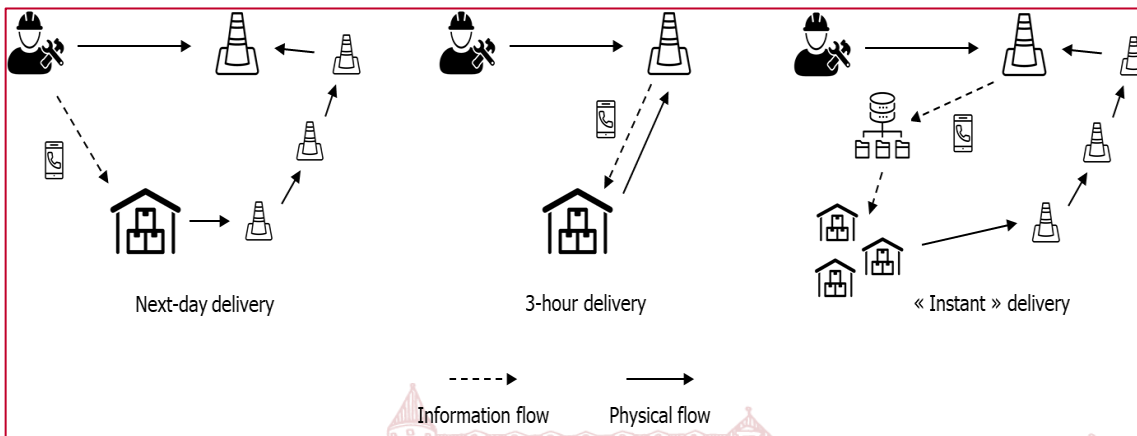 Next-day delivery
3-hour delivery
« Instant » delivery
Information flow
Physical flow